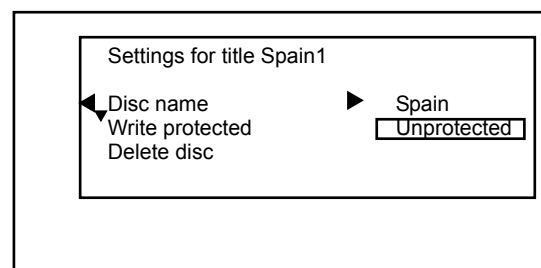 Settings for title Spain1
Disc name Spain
Write protected Unprotected
Delete disc